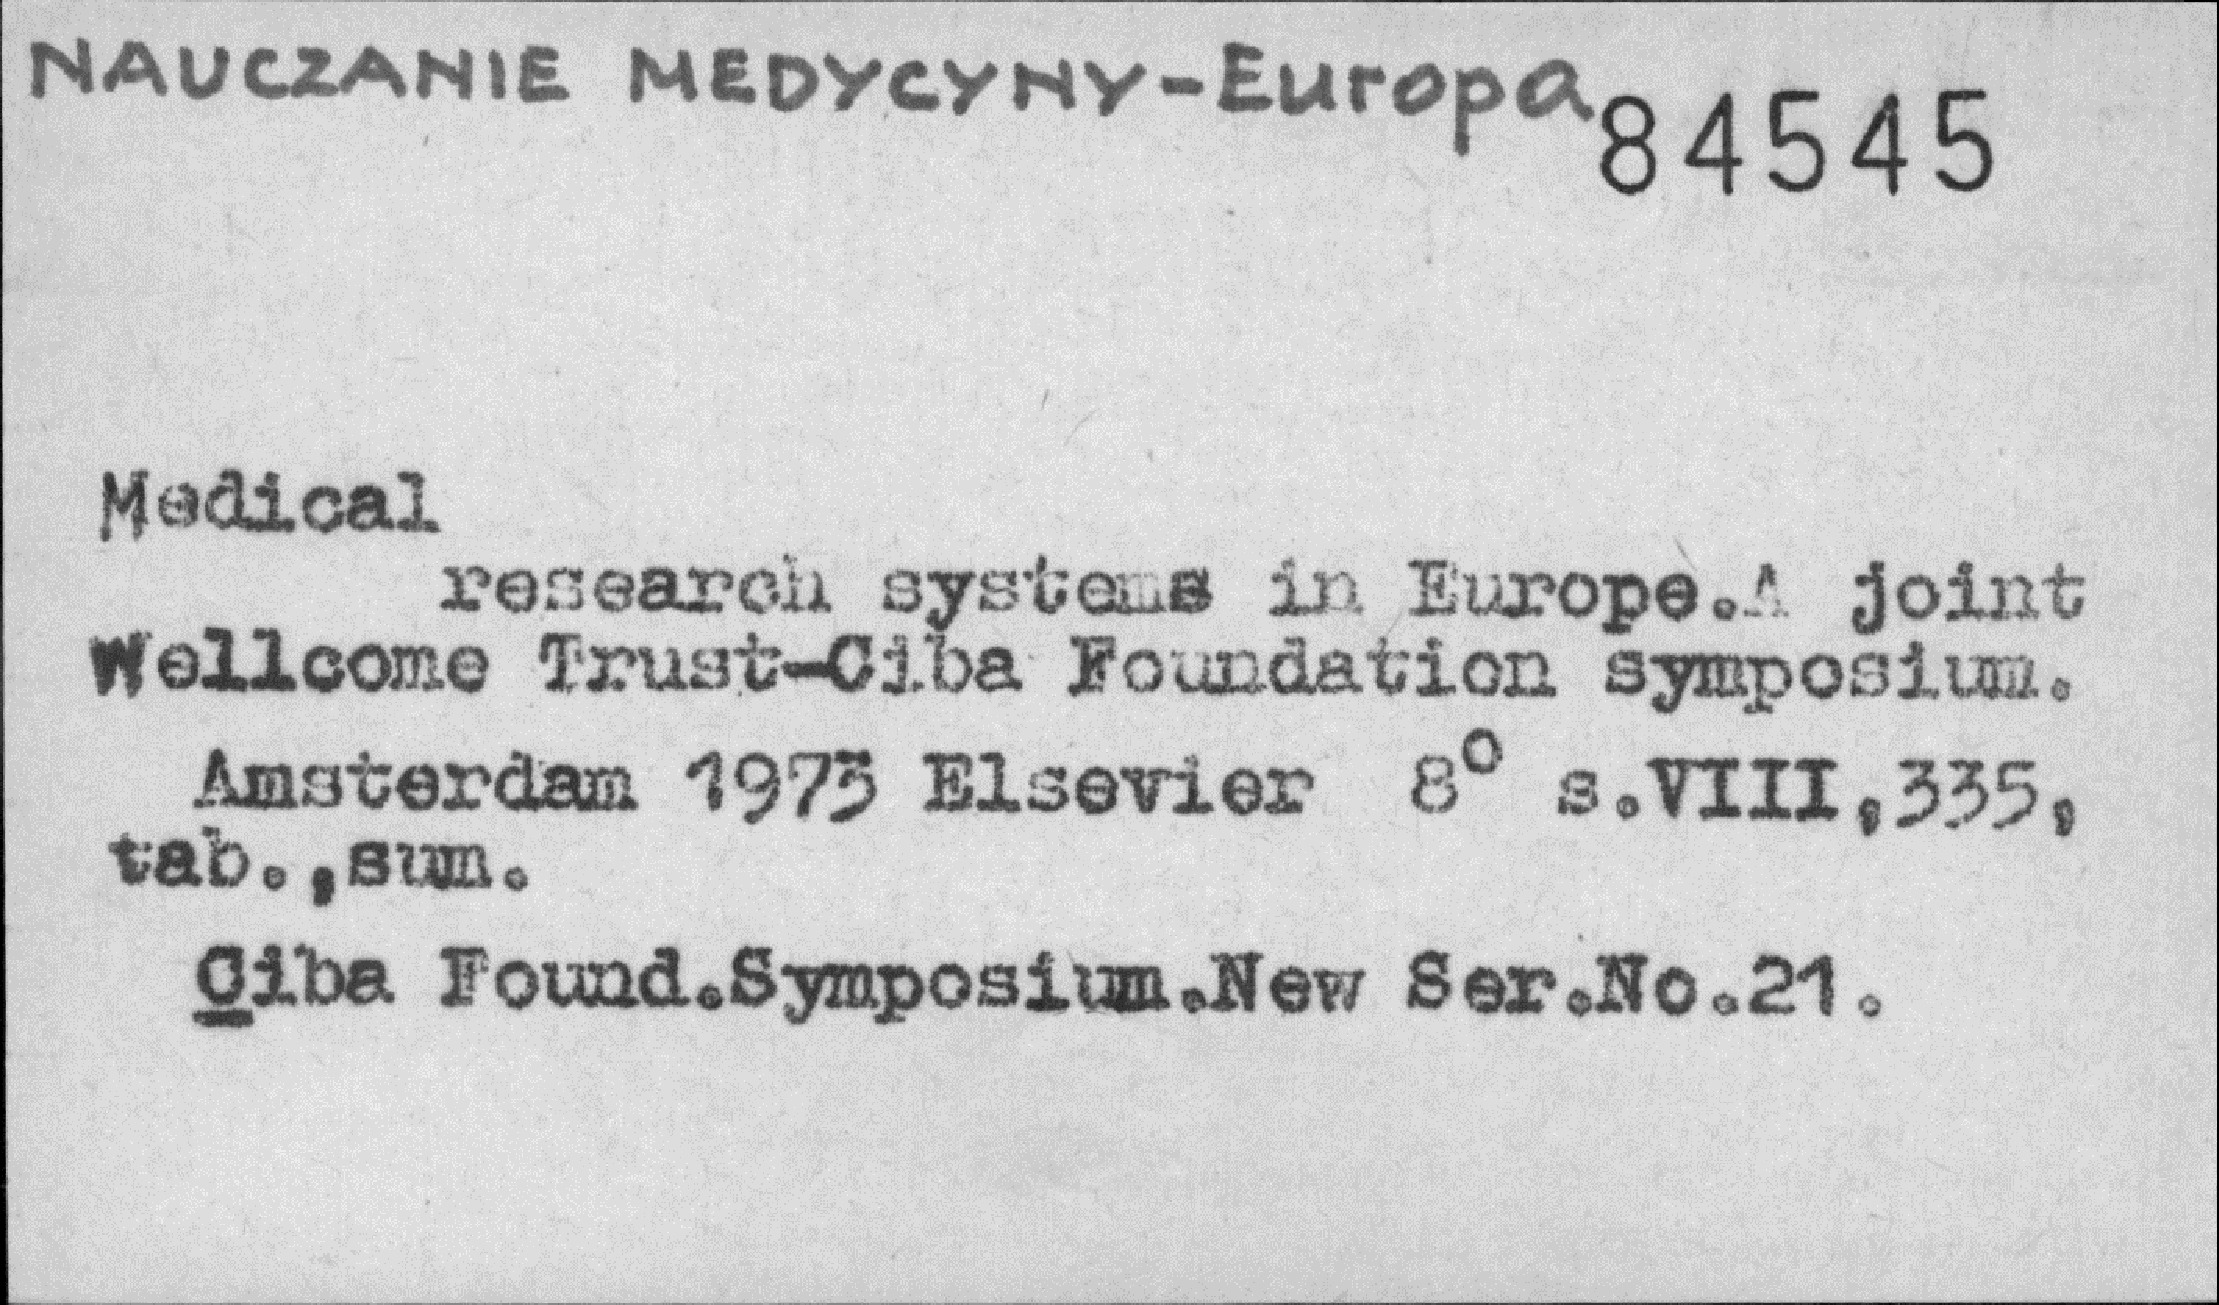 NAUCZANIE MEDYCYNY-Europa
84545
Medical
research systems in Europe.A joint
Wellcome Trust-Ciba Foundation symposium.
Amsterdam 1973 Elsevier 8° s.VIII,335,
tab.,sum.
Ciba Found.Symposium.New Ser.No.21.